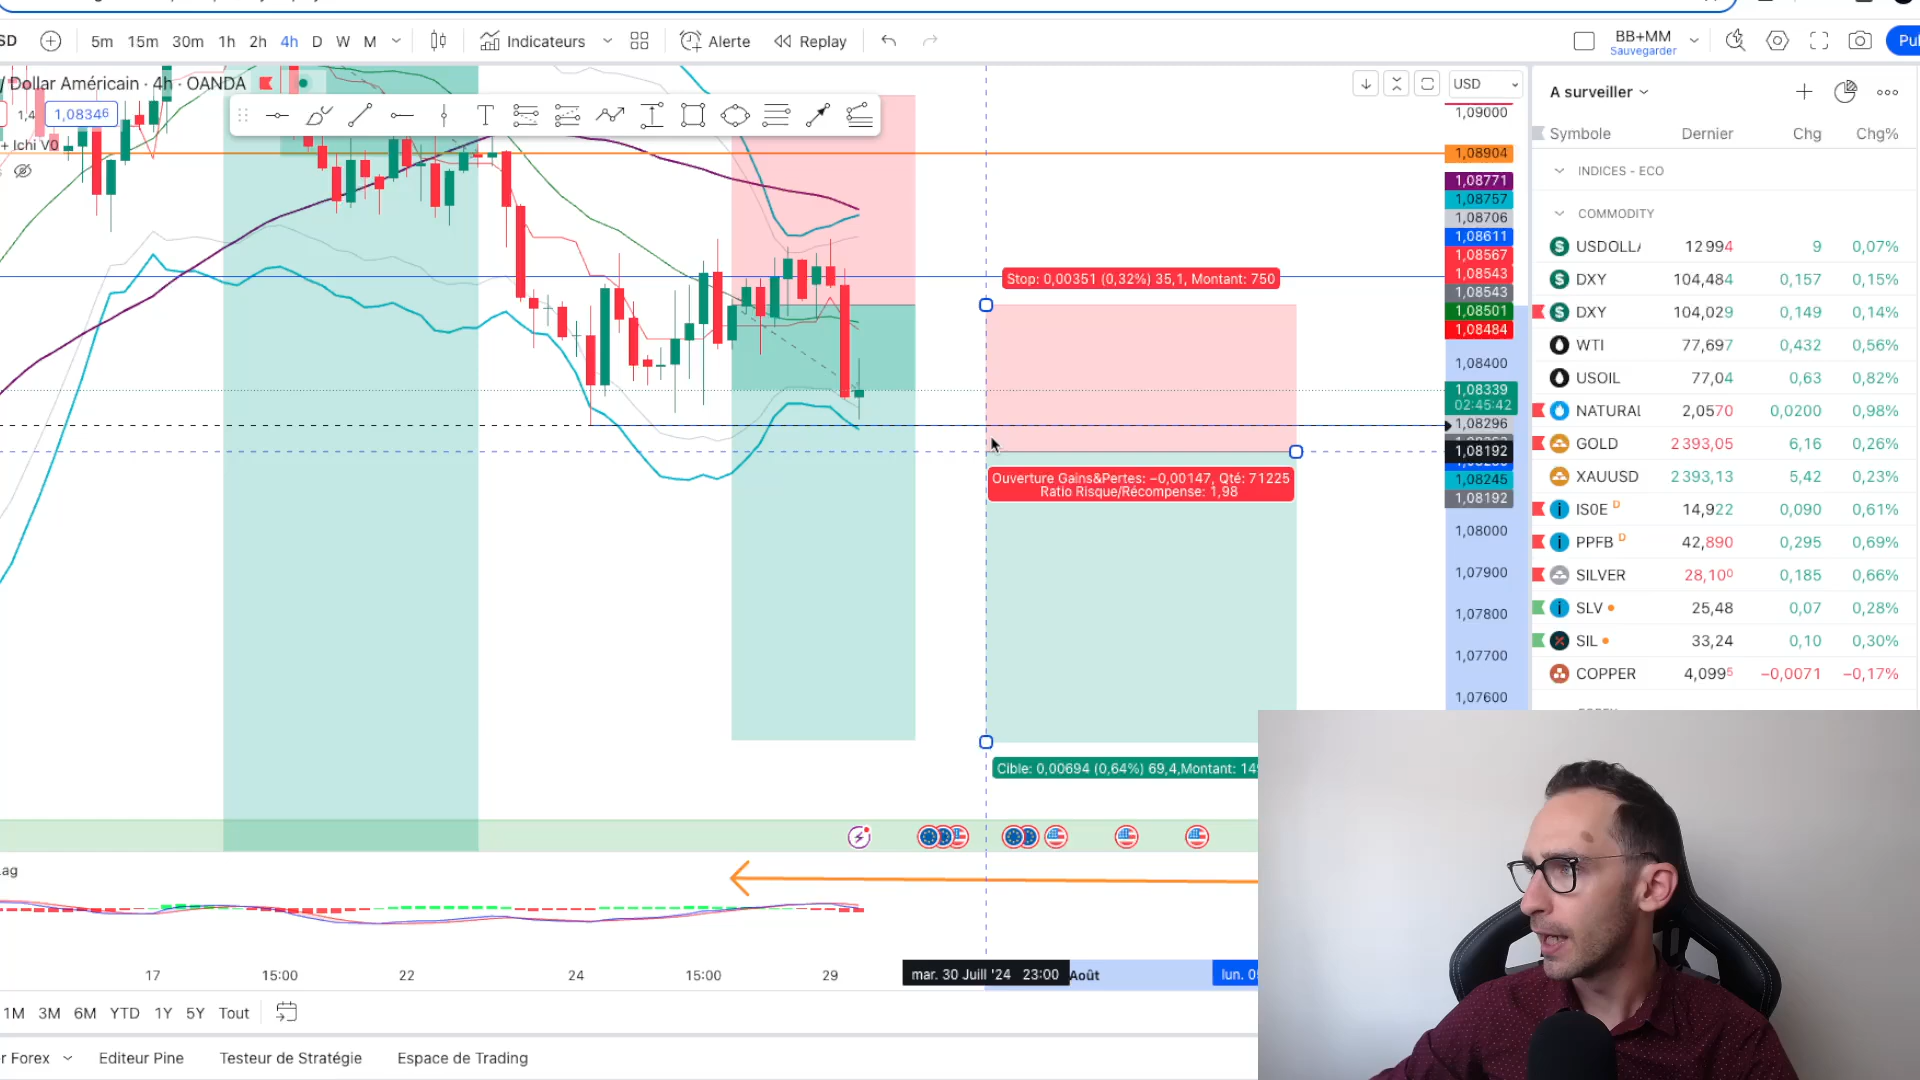 SD
5m 15m 30m 1h 2h 4h D W M
Indicateurs
Alerte
Replay
BB+MM
Sauvegarder
Pul
/ Dollar Américain · 4h · OANDA
1,4
1,08346
+ Ichi V0
USD
1,09000
1,08904
1,08771
1,08757
1,08706
1,08611
1,08567
1,08543
1,08543
1,08501
1,08484
1,08400
1,08339
02:45:42
1,08296
1,08192
1,08245
1,08192
1,08000
1,07900
1,07800
1,07700
1,07600
Stop: 0,00351 (0,32%) 35,1, Montant: 750
Ouverture Gains&Pertes: −0,00147, Qté: 71225
Ratio Risque/Récompense: 1,98
Cible: 0,00694 (0,64%) 69,4,Montant: 14
A surveiller
Symbole Dernier Chg Chg%
INDICES - ECO
COMMODITY
USDOLL 12994 9 0,07%
DXY 104,484 0,157 0,15%
DXY 104,029 0,149 0,14%
WTI 77,697 0,432 0,56%
USOIL 77,04 0,63 0,82%
NATURAL 2,0570 0,0200 0,98%
GOLD 2393,05 6,16 0,26%
XAUUSD 2393,13 5,42 0,23%
IS0E D 14,922 0,090 0,61%
PPFB D 42,890 0,295 0,69%
SILVER 28,100 0,185 0,66%
SLV 25,48 0,07 0,28%
SIL 33,24 0,10 0,30%
COPPER 4,0995 −0,0071 −0,17%
ag
17 15:00 22 24 15:00 29 mar. 30 Juill '24 23:00 Août lun. 0
1M 3M 6M YTD 1Y 5Y Tout
r Forex Editeur Pine Testeur de Stratégie Espace de Trading